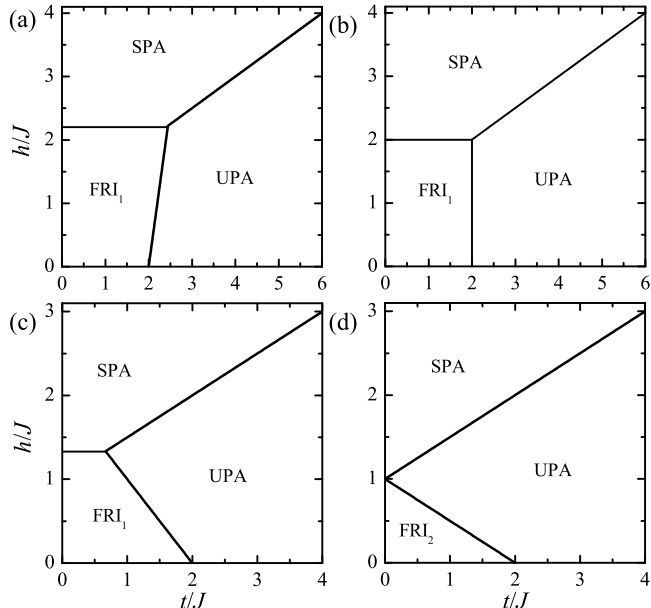 (a)
h/J
4
3
2
1
0
0 1 2 3 4 5 6
SPA
FRI₁
UPA
(b)
4
3
2
1
0
0 1 2 3 4 5 6
SPA
FRI₁
UPA
(c)
h/J
3
2
1
0
0 1 2 3 4
t/J
SPA
FRI₁
UPA
(d)
3
2
1
0
0 1 2 3 4
t/J
SPA
FRI₂
UPA